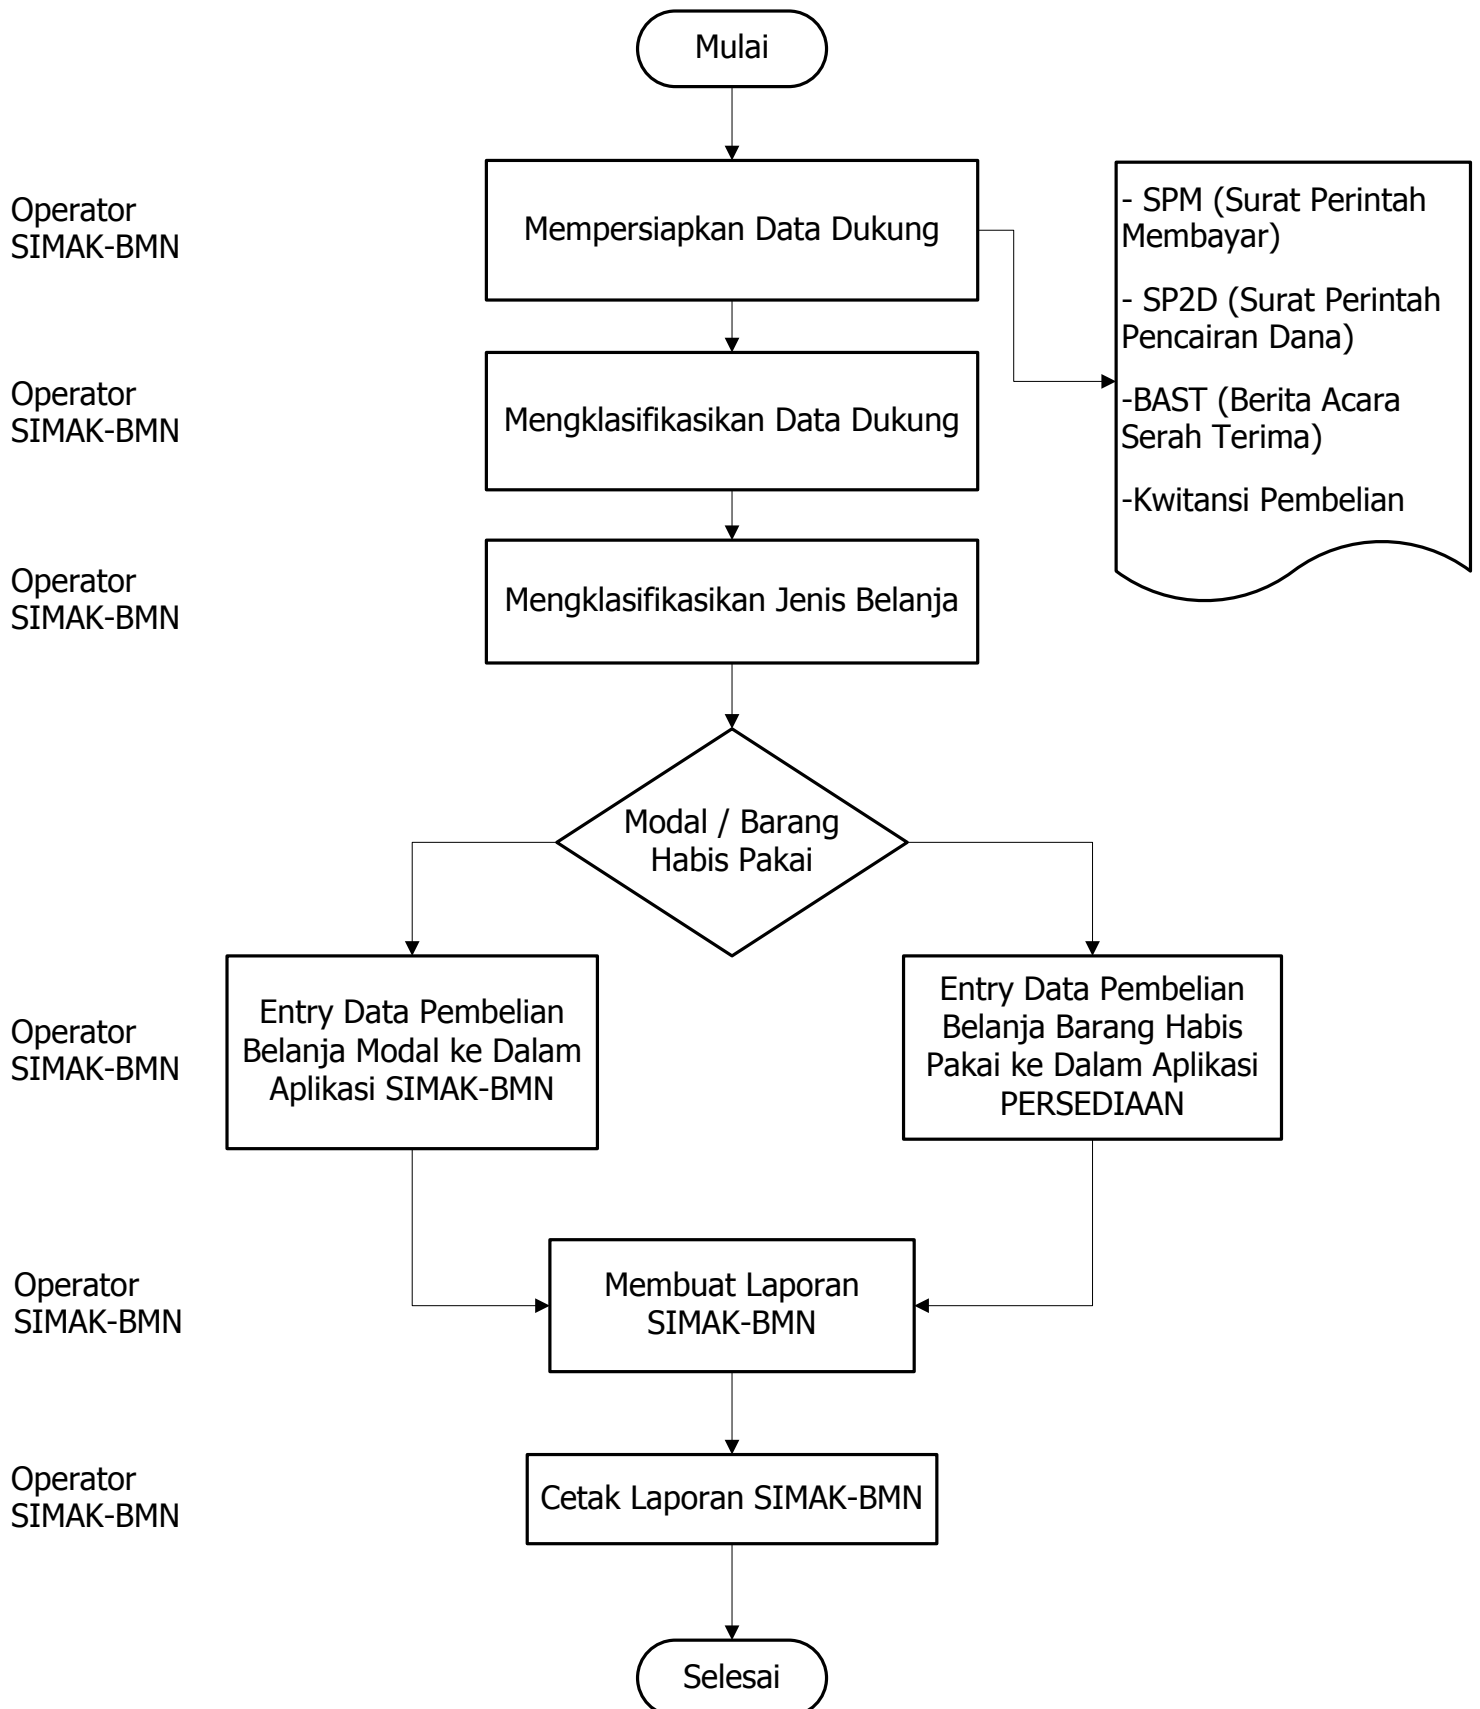 Mulai
Operator
SIMAK-BMN
Mempersiapkan Data Dukung
- SPM (Surat Perintah
Membayar)
- SP2D (Surat Perintah
Pencairan Dana)
-BAST (Berita Acara
Serah Terima)
-Kwitansi Pembelian
Operator
SIMAK-BMN
Mengklasifikasikan Data Dukung
Operator
SIMAK-BMN
Mengklasifikasikan Jenis Belanja
Modal / Barang
Habis Pakai
Operator
SIMAK-BMN
Entry Data Pembelian
Belanja Modal ke Dalam
Aplikasi SIMAK-BMN
Entry Data Pembelian
Belanja Barang Habis
Pakai ke Dalam Aplikasi
PERSEDIAAN
Operator
SIMAK-BMN
Membuat Laporan
SIMAK-BMN
Operator
SIMAK-BMN
Cetak Laporan SIMAK-BMN
Selesai